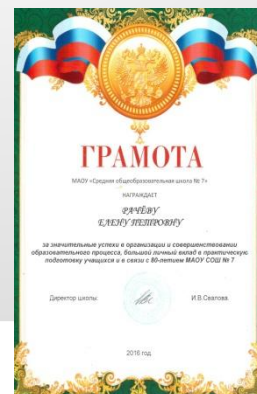 ГРАМОТА
МАОУ «Средняя общеобразовательная школа № 7»
НАГРАЖДАЕТ
РАЧЁВУ
ЕЛЕНУ ПЕТРОВНУ
за значительные успехи в организации и совершенствовании
образовательного процесса, большой личный вклад в практическую
подготовку учащихся и в связи с 80-летием МАОУ СОШ № 7
Директор школы И.В.Сватова
2016 год